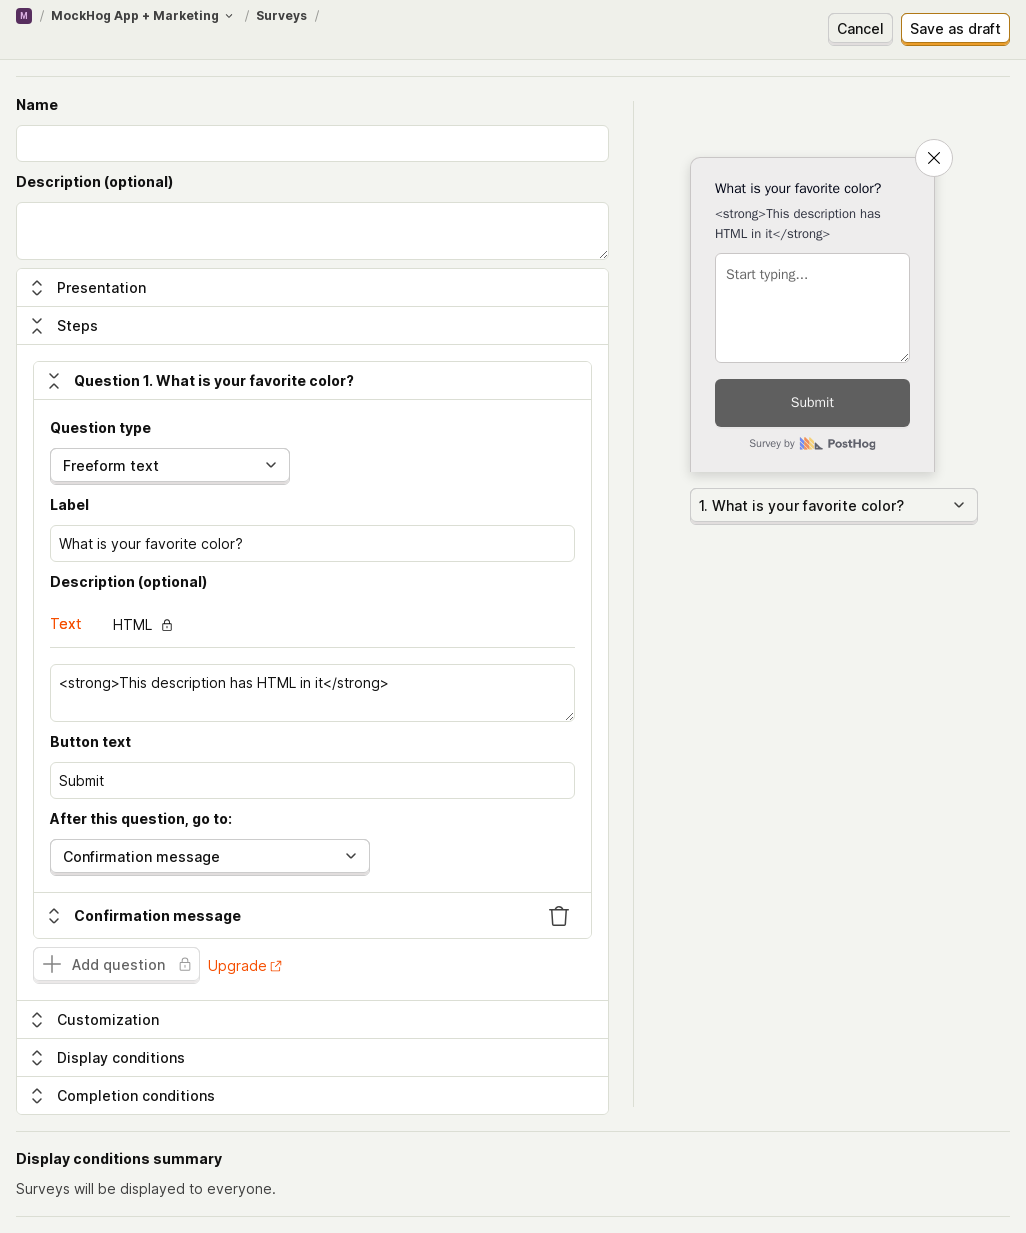 M / MockHog App + Marketing / Surveys /
Cancel
Save as draft
Name
Description (optional)
Presentation
Steps
Question 1. What is your favorite color?
Question type
Freeform text
Label
What is your favorite color?
Description (optional)
Text
HTML
<strong>This description has HTML in it</strong>
Button text
Submit
After this question, go to:
Confirmation message
Confirmation message
Add question
Upgrade
Customization
Display conditions
Completion conditions
What is your favorite color?
<strong>This description has
HTML in it</strong>
Start typing...
Submit
Survey by PostHog
1. What is your favorite color?
Display conditions summary
Surveys will be displayed to everyone.